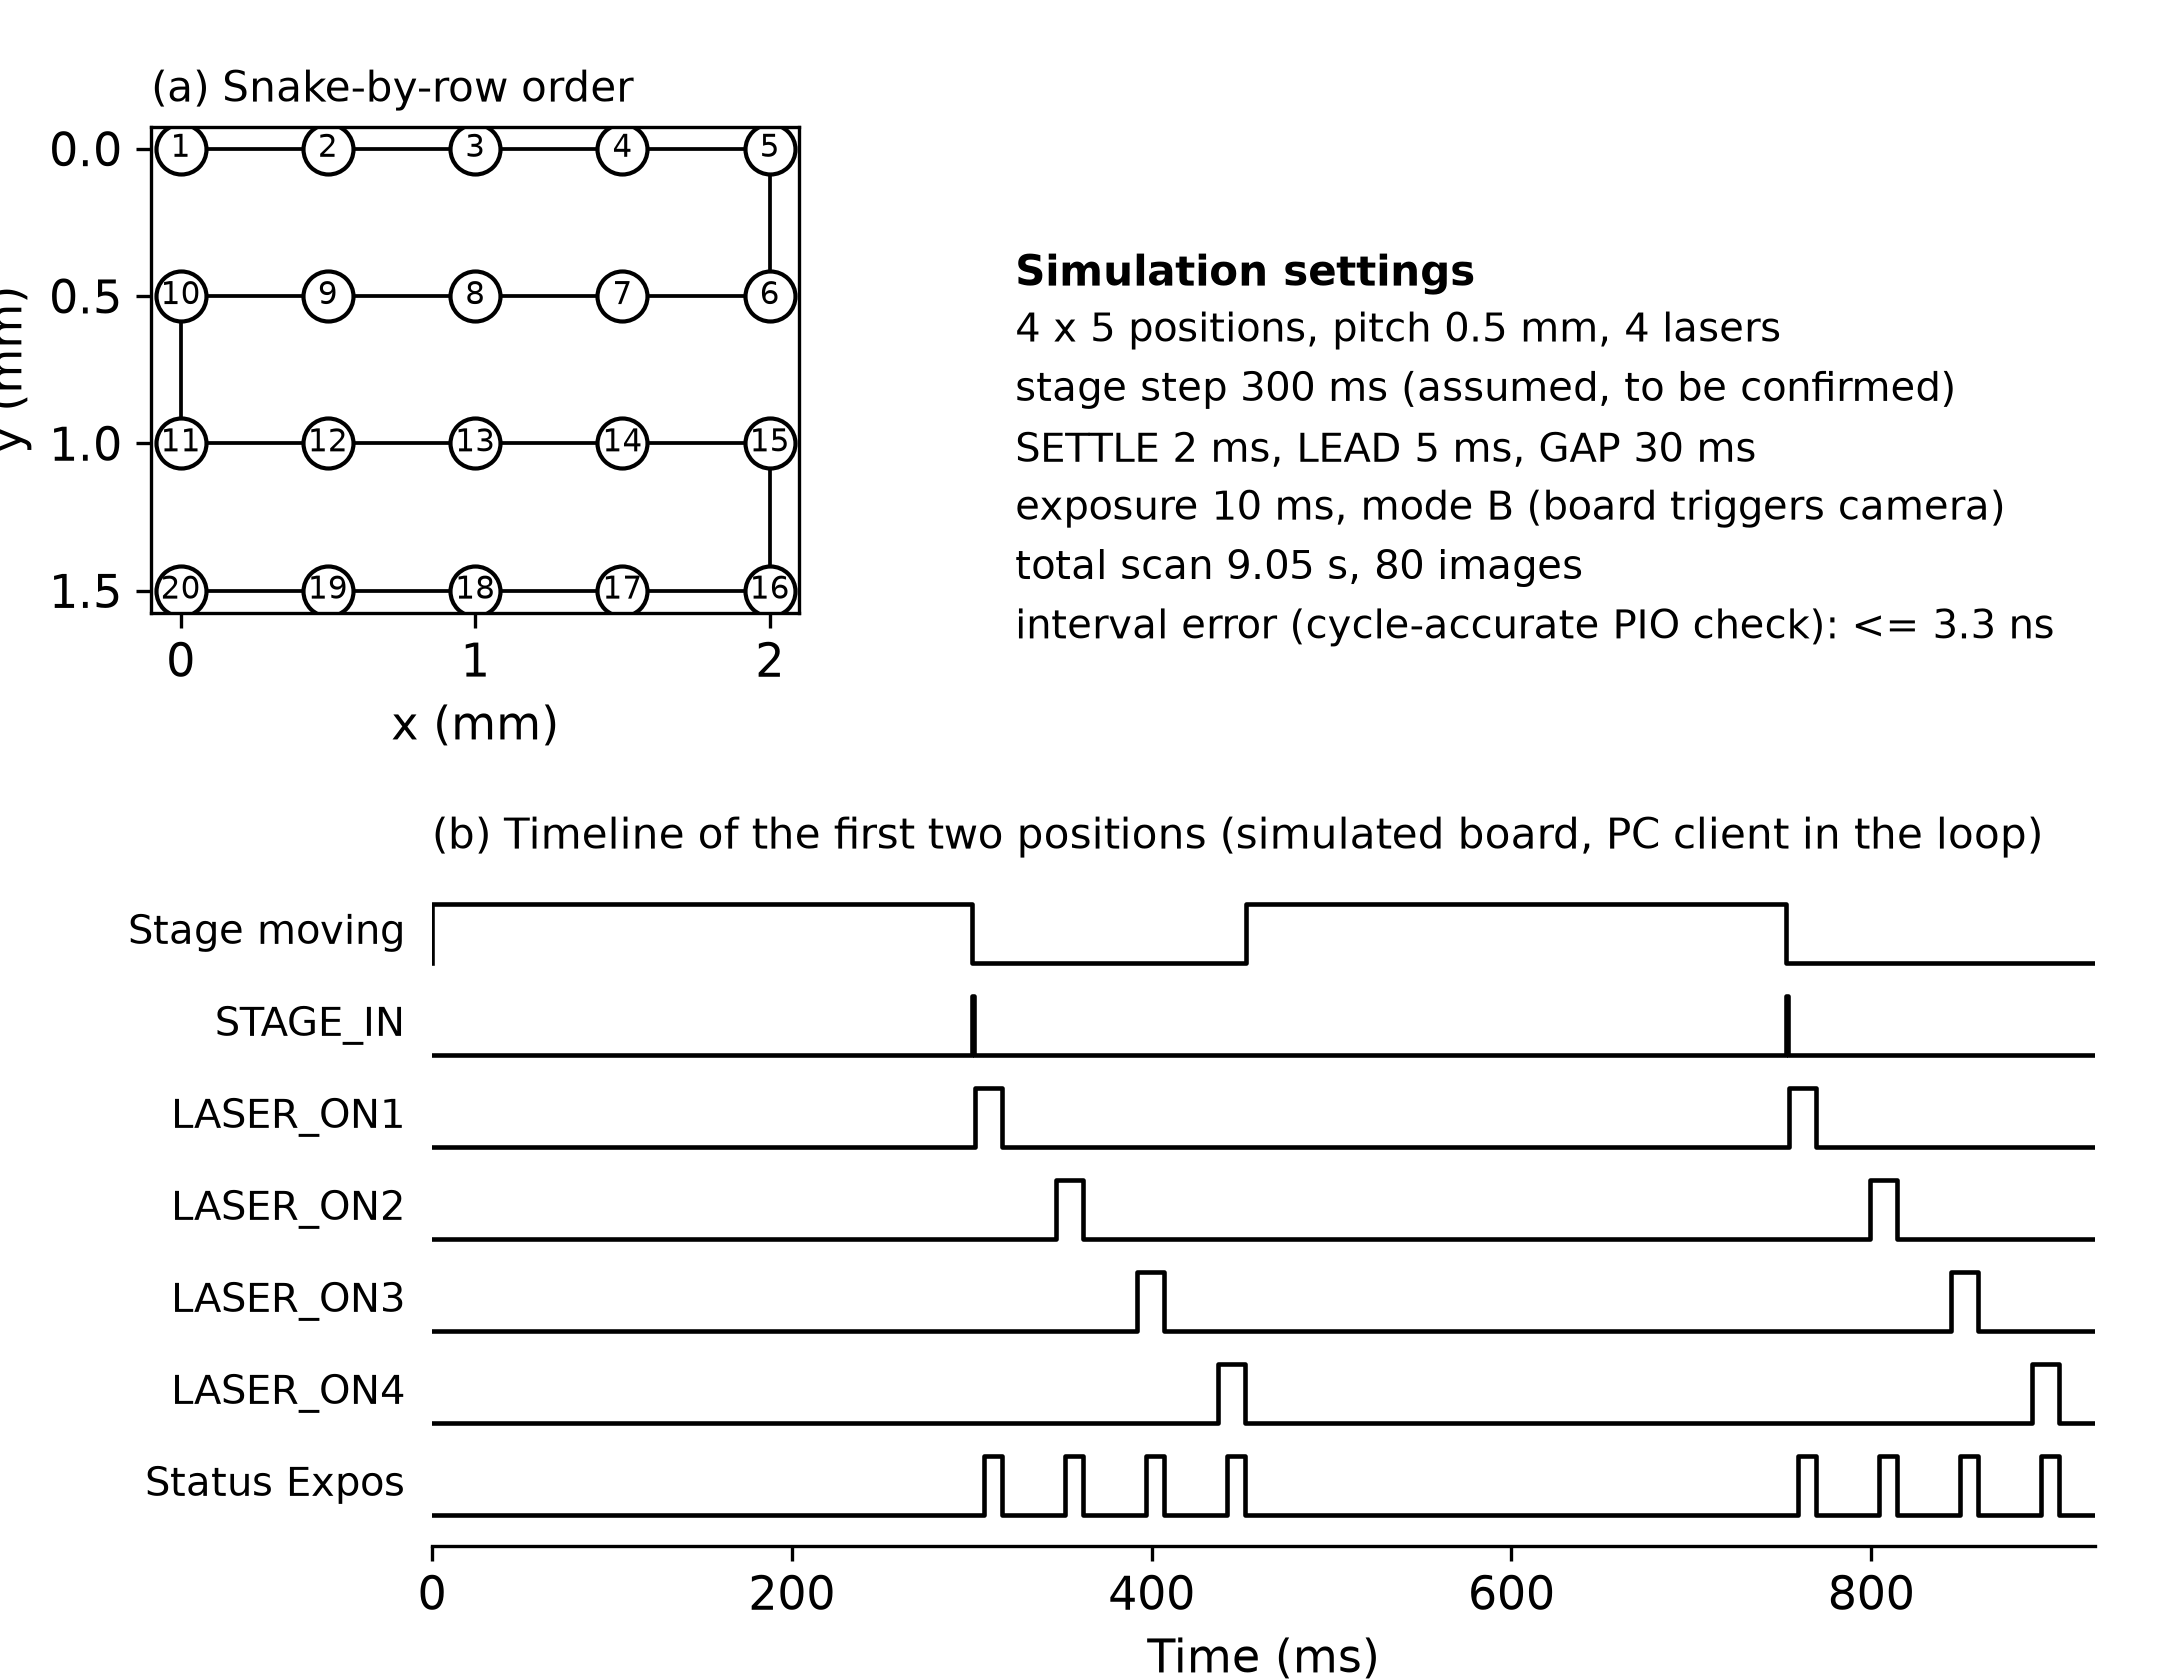 (a) Snake-by-row order
0.0
1 2 3 4 5
0.5
10 9 8 7 6
y (mm)
1.0
11 12 13 14 15
1.5
20 19 18 17 16
0 1 2
x (mm)
Simulation settings
4 x 5 positions, pitch 0.5 mm, 4 lasers
stage step 300 ms (assumed, to be confirmed)
SETTLE 2 ms, LEAD 5 ms, GAP 30 ms
exposure 10 ms, mode B (board triggers camera)
total scan 9.05 s, 80 images
interval error (cycle-accurate PIO check): <= 3.3 ns
(b) Timeline of the first two positions (simulated board, PC client in the loop)
Stage moving
STAGE_IN
LASER_ON1
LASER_ON2
LASER_ON3
LASER_ON4
Status Expos
0 200 400 600 800
Time (ms)